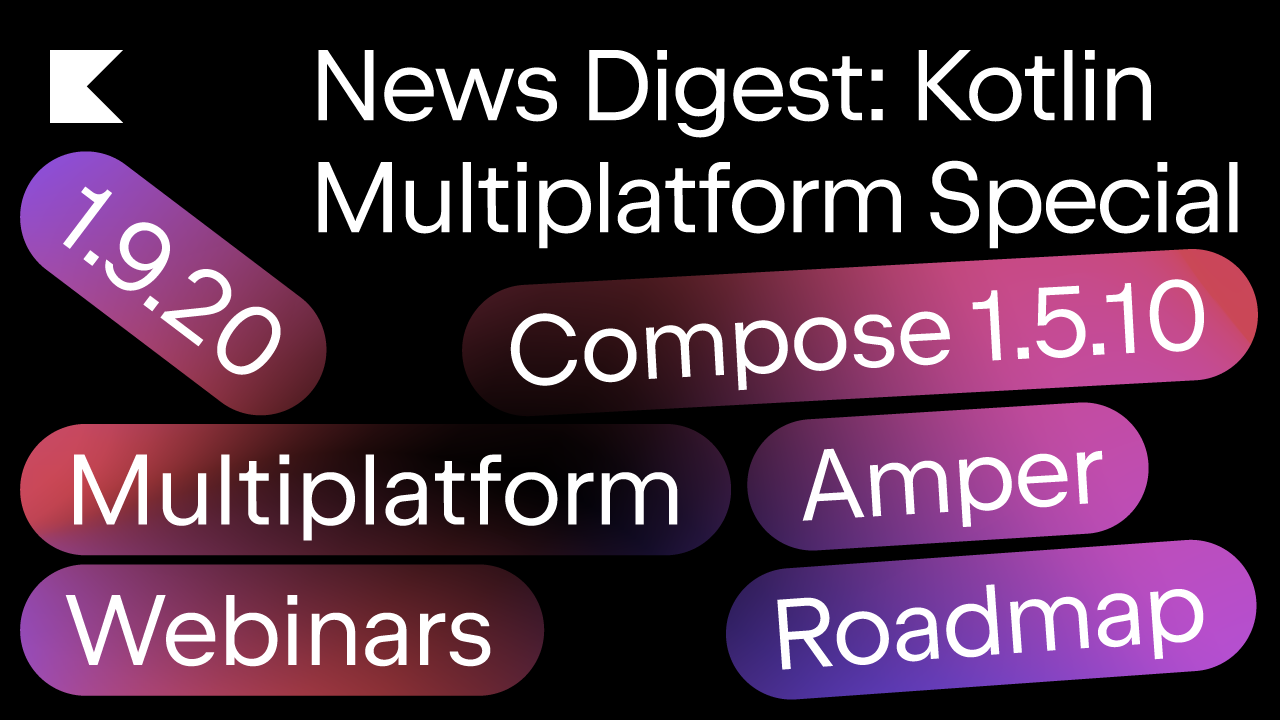 News Digest: Kotlin
Multiplatform Special
1.9.20
Compose 1.5.10
Multiplatform
Amper
Webinars
Roadmap